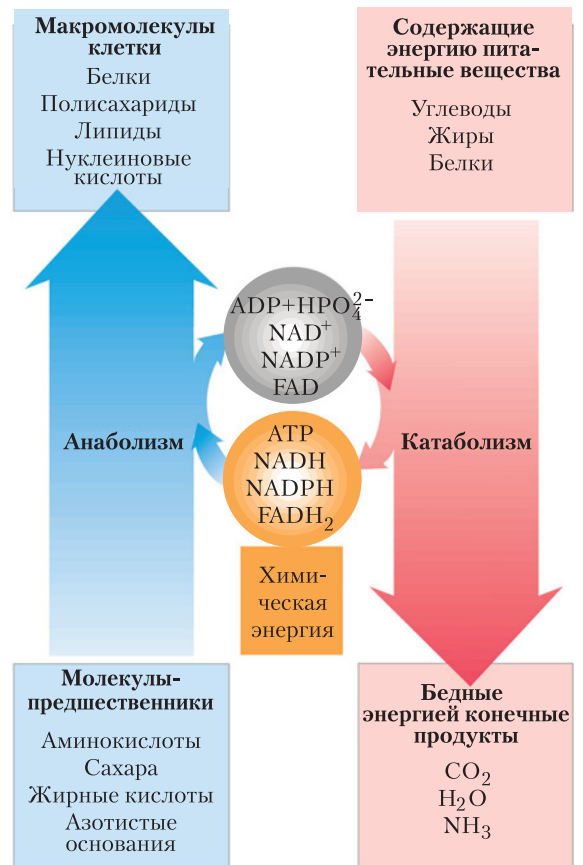 Макромолекулы
клетки
Белки
Полисахариды
Липиды
Нуклеиновые
кислоты
Содержащие
энергию пита-
тельные вещества
Углеводы
Жиры
Белки
ADP+HPO₄²⁻
NAD⁺
NADP⁺
FAD
Анаболизм
ATP
NADH
NADPH
FADH₂
Катаболизм
Хими-
ческая
энергия
Молекулы-
предшественники
Аминокислоты
Сахара
Жирные кислоты
Азотистые
основания
Бедные
энергией конечные
продукты
CO₂
H₂O
NH₃